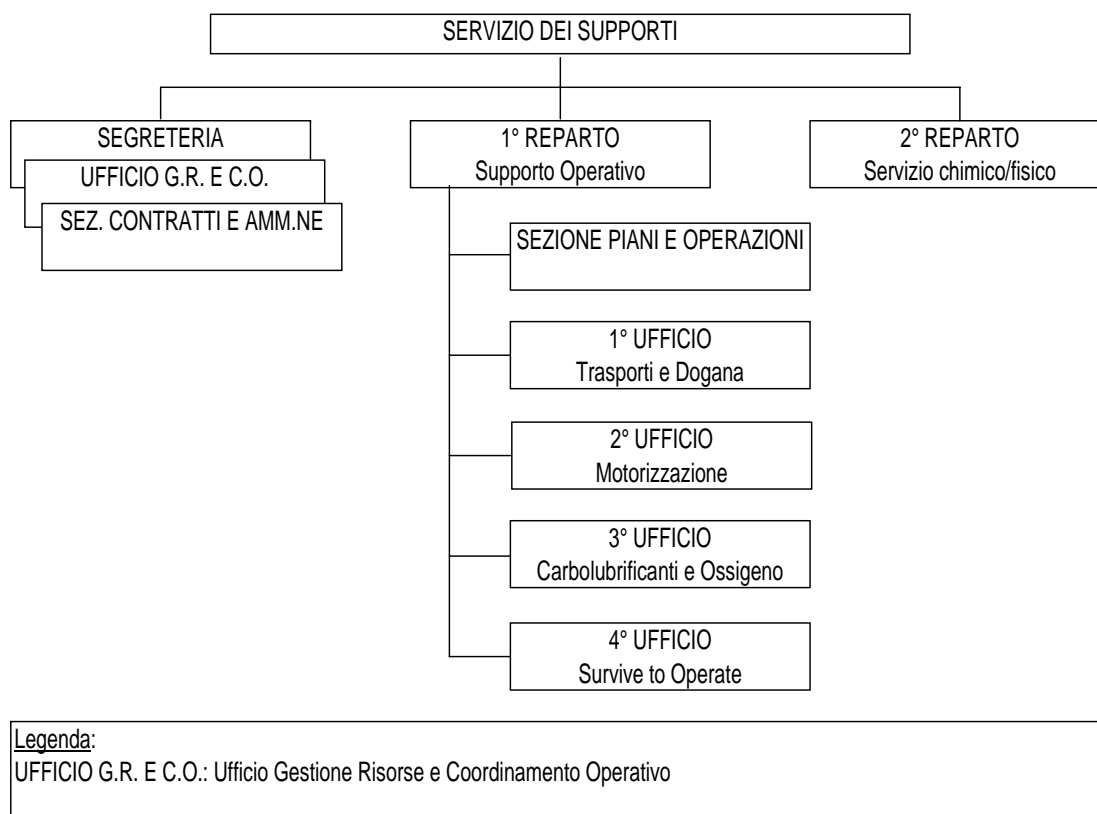 SERVIZIO DEI SUPPORTI
SEGRETERIA
UFFICIO G.R. E C.O.
SEZ. CONTRATTI E AMM.NE
1° REPARTO
Supporto Operativo
2° REPARTO
Servizio chimico/fisico
SEZIONE PIANI E OPERAZIONI
1° UFFICIO
Trasporti e Dogana
2° UFFICIO
Motorizzazione
3° UFFICIO
Carbolubrificanti e Ossigeno
4° UFFICIO
Survive to Operate
Legenda:
UFFICIO G.R. E C.O.: Ufficio Gestione Risorse e Coordinamento Operativo